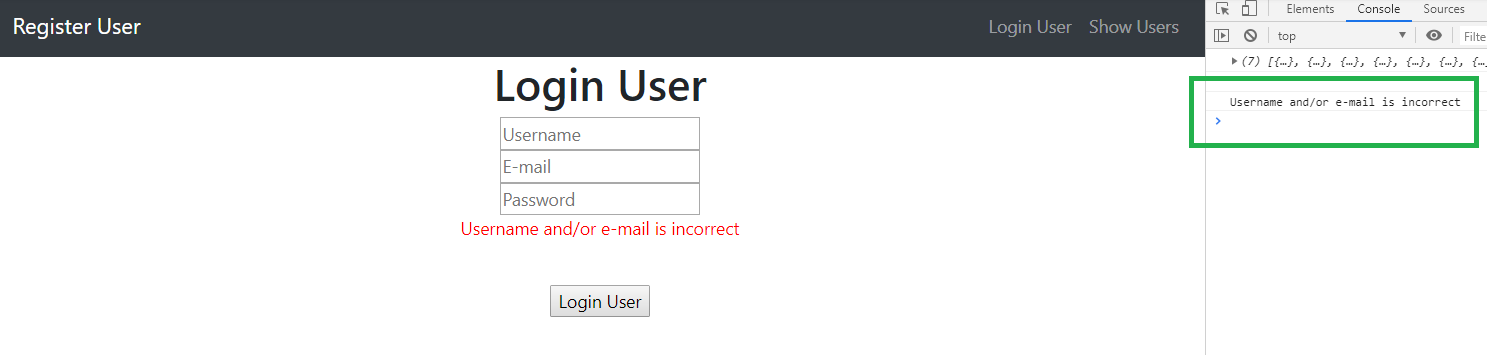 Register User
Login User Show Users
Login User
Username
E-mail
Password
Username and/or e-mail is incorrect
Login User
Elements Console Sources
top
Filte
(7) [{…}, {…}, {…}, {…}, {…}, {…}, {…
Username and/or e-mail is incorrect